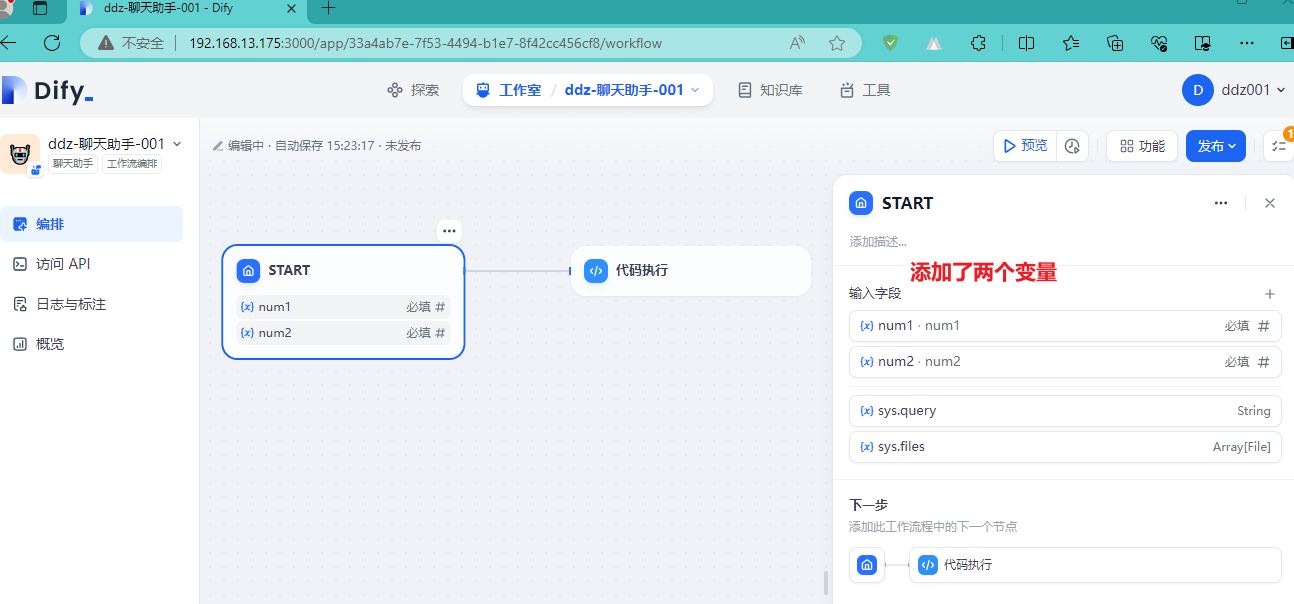 ddz-聊天助手-001 - Dify
不安全 192.168.13.175:3000/app/33a4ab7e-7f53-4494-b1e7-8f42cc456cf8/workflow
Dify_
探索 工作室 / ddz-聊天助手-001 知识库 工具
D ddz001
ddz-聊天助手-001
聊天助手 工作流编排
编排
访问 API
日志与标注
概览
编辑中 · 自动保存 15:23:17 · 未发布
预览 功能 发布 1
START
{x} num1 必填 #
{x} num2 必填 #
代码执行
START
添加描述...
添加了两个变量
输入字段
{x} num1 · num1 必填 #
{x} num2 · num2 必填 #
{x} sys.query String
{x} sys.files Array[File]
下一步
添加此工作流程中的下一个节点
代码执行